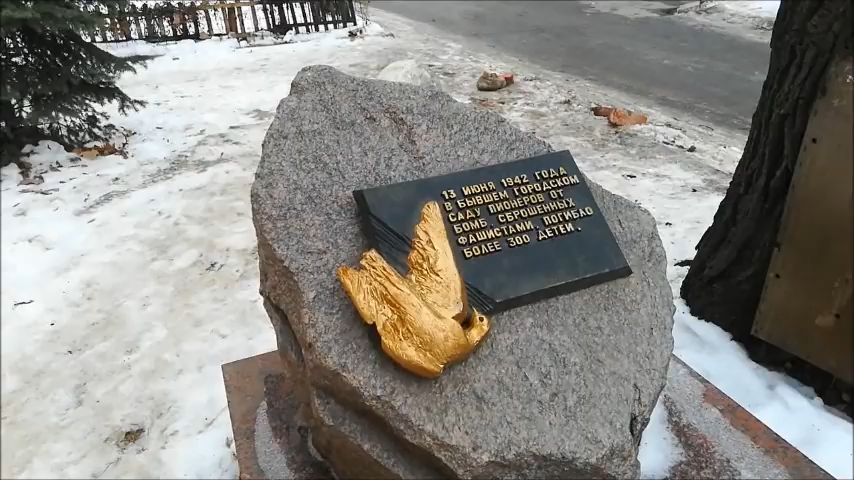 13 ИЮНЯ 1942 ГОДА
В БЫВШЕМ ГОРОДСКОМ
САДУ ПИОНЕРОВ ОТ
БОМБ, СБРОШЕННЫХ
ФАШИСТАМИ, ПОГИБЛО
БОЛЕЕ 300 ДЕТЕЙ.